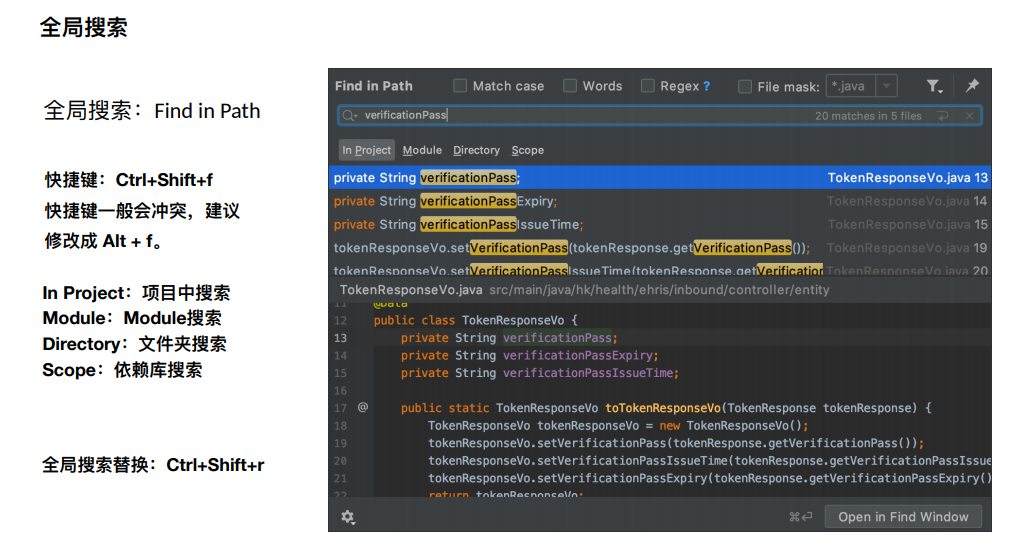 全局搜索
全局搜索：Find in Path
快捷键：Ctrl+Shift+f
快捷键一般会冲突，建议
修改成 Alt + f。
In Project：项目中搜索
Module：Module搜索
Directory：文件夹搜索
Scope：依赖库搜索
全局搜索替换：Ctrl+Shift+r
Find in Path Match case Words Regex ? File mask: *.java
verificationPass 20 matches in 5 files
In Project Module Directory Scope
private String verificationPass; TokenResponseVo.java 13
private String verificationPassExpiry; TokenResponseVo.java 14
private String verificationPassIssueTime; TokenResponseVo.java 15
tokenResponseVo.setVerificationPass(tokenResponse.getVerificationPass()); TokenResponseVo.java 19
tokenResponseVo.setVerificationPassIssueTime(tokenResponse.getVerification TokenResponseVo.java 20
TokenResponseVo.java src/main/java/hk/health/ehris/inbound/controller/entity
11 @Data
12 public class TokenResponseVo {
13 private String verificationPass;
14 private String verificationPassExpiry;
15 private String verificationPassIssueTime;
16
17 @ public static TokenResponseVo toTokenResponseVo(TokenResponse tokenResponse) {
18 TokenResponseVo tokenResponseVo = new TokenResponseVo();
19 tokenResponseVo.setVerificationPass(tokenResponse.getVerificationPass());
20 tokenResponseVo.setVerificationPassIssueTime(tokenResponse.getVerificationPassIssue
21 tokenResponseVo.setVerificationPassExpiry(tokenResponse.getVerificationPassExpiry()
22 return tokenResponseVo;
⌘↩ Open in Find Window